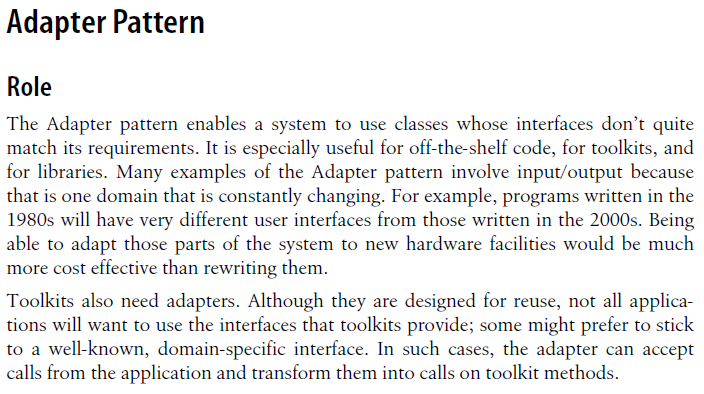 Adapter Pattern
Role
The Adapter pattern enables a system to use classes whose interfaces don’t quite
match its requirements. It is especially useful for off-the-shelf code, for toolkits, and
for libraries. Many examples of the Adapter pattern involve input/output because
that is one domain that is constantly changing. For example, programs written in the
1980s will have very different user interfaces from those written in the 2000s. Being
able to adapt those parts of the system to new hardware facilities would be much
more cost effective than rewriting them.
Toolkits also need adapters. Although they are designed for reuse, not all applica-
tions will want to use the interfaces that toolkits provide; some might prefer to stick
to a well-known, domain-specific interface. In such cases, the adapter can accept
calls from the application and transform them into calls on toolkit methods.